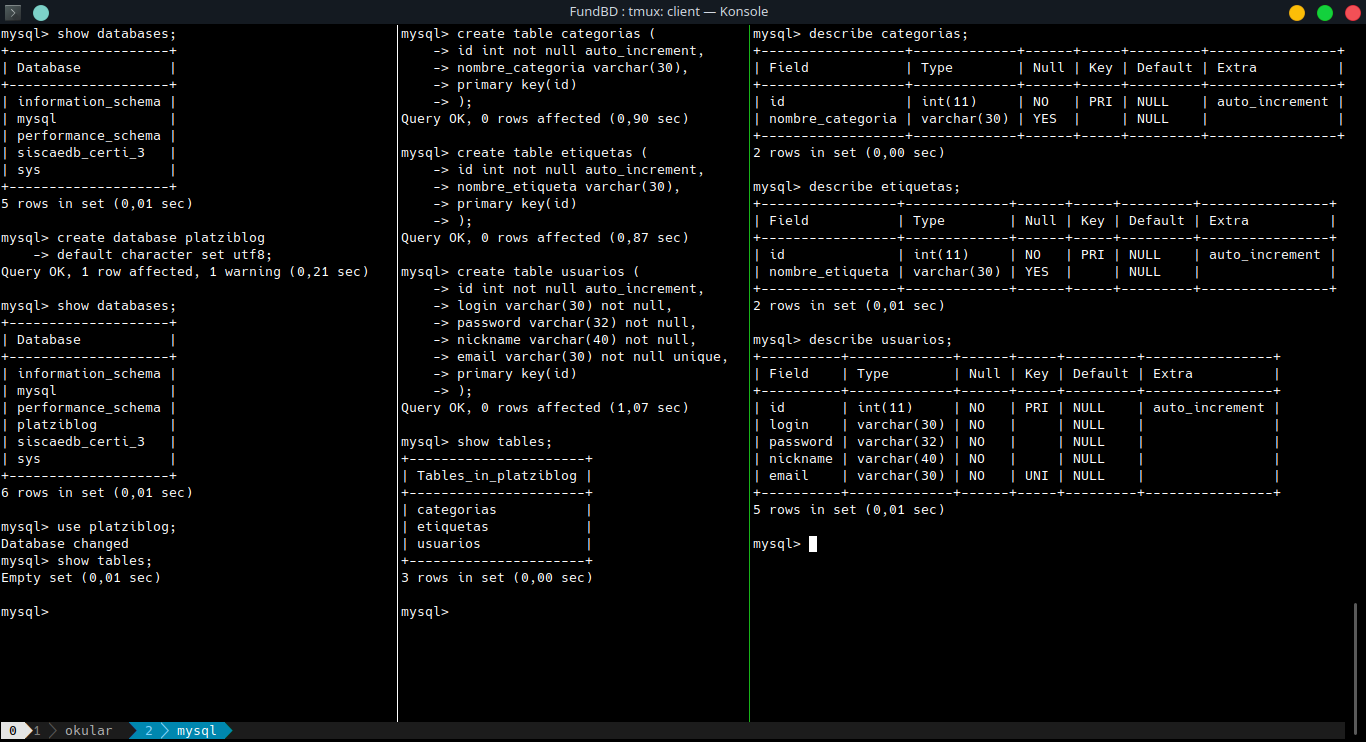 FundBD : tmux: client — Konsole
mysql> show databases;
+--------------------+
| Database           |
+--------------------+
| information_schema |
| mysql              |
| performance_schema |
| siscaedb_certi_3   |
| sys                |
+--------------------+
5 rows in set (0,01 sec)
mysql> create database platziblog
    -> default character set utf8;
Query OK, 1 row affected, 1 warning (0,21 sec)
mysql> show databases;
+--------------------+
| Database           |
+--------------------+
| information_schema |
| mysql              |
| performance_schema |
| platziblog         |
| siscaedb_certi_3   |
| sys                |
+--------------------+
6 rows in set (0,01 sec)
mysql> use platziblog;
Database changed
mysql> show tables;
Empty set (0,01 sec)
mysql>
mysql> create table categorias (
    -> id int not null auto_increment,
    -> nombre_categoria varchar(30),
    -> primary key(id)
    -> );
Query OK, 0 rows affected (0,90 sec)
mysql> create table etiquetas (
    -> id int not null auto_increment,
    -> nombre_etiqueta varchar(30),
    -> primary key(id)
    -> );
Query OK, 0 rows affected (0,87 sec)
mysql> create table usuarios (
    -> id int not null auto_increment,
    -> login varchar(30) not null,
    -> password varchar(32) not null,
    -> nickname varchar(40) not null,
    -> email varchar(30) not null unique,
    -> primary key(id)
    -> );
Query OK, 0 rows affected (1,07 sec)
mysql> show tables;
+----------------------+
| Tables_in_platziblog |
+----------------------+
| categorias           |
| etiquetas            |
| usuarios             |
+----------------------+
3 rows in set (0,00 sec)
mysql>
mysql> describe categorias;
+------------------+-------------+------+-----+---------+----------------+
| Field            | Type        | Null | Key | Default | Extra          |
+------------------+-------------+------+-----+---------+----------------+
| id               | int(11)     | NO   | PRI | NULL    | auto_increment |
| nombre_categoria | varchar(30) | YES  |     | NULL    |                |
+------------------+-------------+------+-----+---------+----------------+
2 rows in set (0,00 sec)
mysql> describe etiquetas;
+-----------------+-------------+------+-----+---------+----------------+
| Field           | Type        | Null | Key | Default | Extra          |
+-----------------+-------------+------+-----+---------+----------------+
| id              | int(11)     | NO   | PRI | NULL    | auto_increment |
| nombre_etiqueta | varchar(30) | YES  |     | NULL    |                |
+-----------------+-------------+------+-----+---------+----------------+
2 rows in set (0,01 sec)
mysql> describe usuarios;
+----------+-------------+------+-----+---------+----------------+
| Field    | Type        | Null | Key | Default | Extra          |
+----------+-------------+------+-----+---------+----------------+
| id       | int(11)     | NO   | PRI | NULL    | auto_increment |
| login    | varchar(30) | NO   |     | NULL    |                |
| password | varchar(32) | NO   |     | NULL    |                |
| nickname | varchar(40) | NO   |     | NULL    |                |
| email    | varchar(30) | NO   | UNI | NULL    |                |
+----------+-------------+------+-----+---------+----------------+
5 rows in set (0,01 sec)
mysql>
0 1 okular 2 mysql